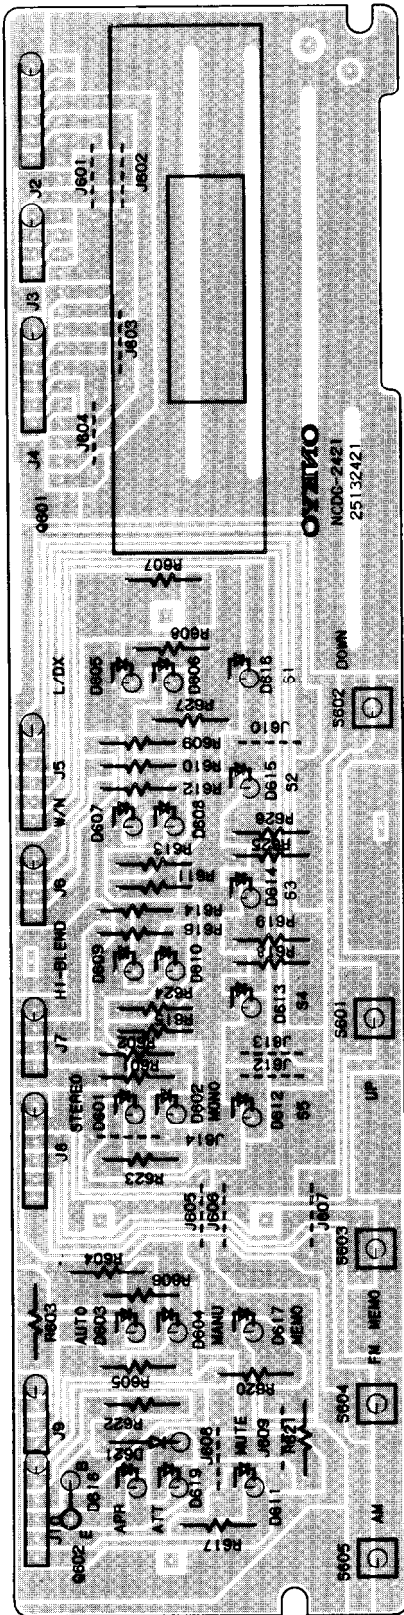 J2
J601
J602
J3
J603
J4
J604
Q601
ONKYO
NCDG-2421
25132421
R607
R608
L/DX
D605
D606
D616
S1
DOWN
S602
R627
J610
R609
R610
R612
J5
W/N
D607
D608
D615
S2
R613
R626
J6
R611
D614
S3
R614
R616
R619
HI-BLEND
D609
D610
R624
D613
S4
S601
J7
J613
J612
STEREO
D601
D602
MONO
D612
S5
UP
J614
J8
R623
J605
J606
J607
R604
S603
R603
R606
AUTO
D603
D604
MANU
D617
MEMO
FM
MEMO
R605
R620
S604
J9
R622
J608
MUTE
J609
R621
J10
B
E
Q602
APR
ATT
D619
D611
R617
AM
S605